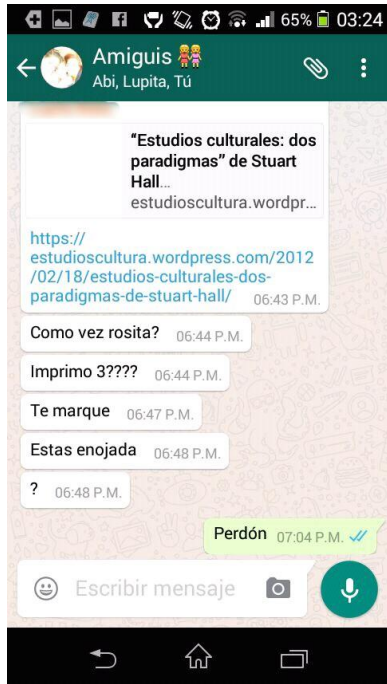 65% 03:24
Amiguis
Abi, Lupita, Tú
“Estudios culturales: dos
paradigmas” de Stuart
Hall...
estudioscultura.wordpr...
https://
estudioscultura.wordpress.com/2012
/02/18/estudios-culturales-dos-
paradigmas-de-stuart-hall/ 06:43 P.M.
Como vez rosita? 06:44 P.M.
Imprimo 3???? 06:44 P.M.
Te marque 06:47 P.M.
Estas enojada 06:48 P.M.
? 06:48 P.M.
Perdón 07:04 P.M.
Escribir mensaje